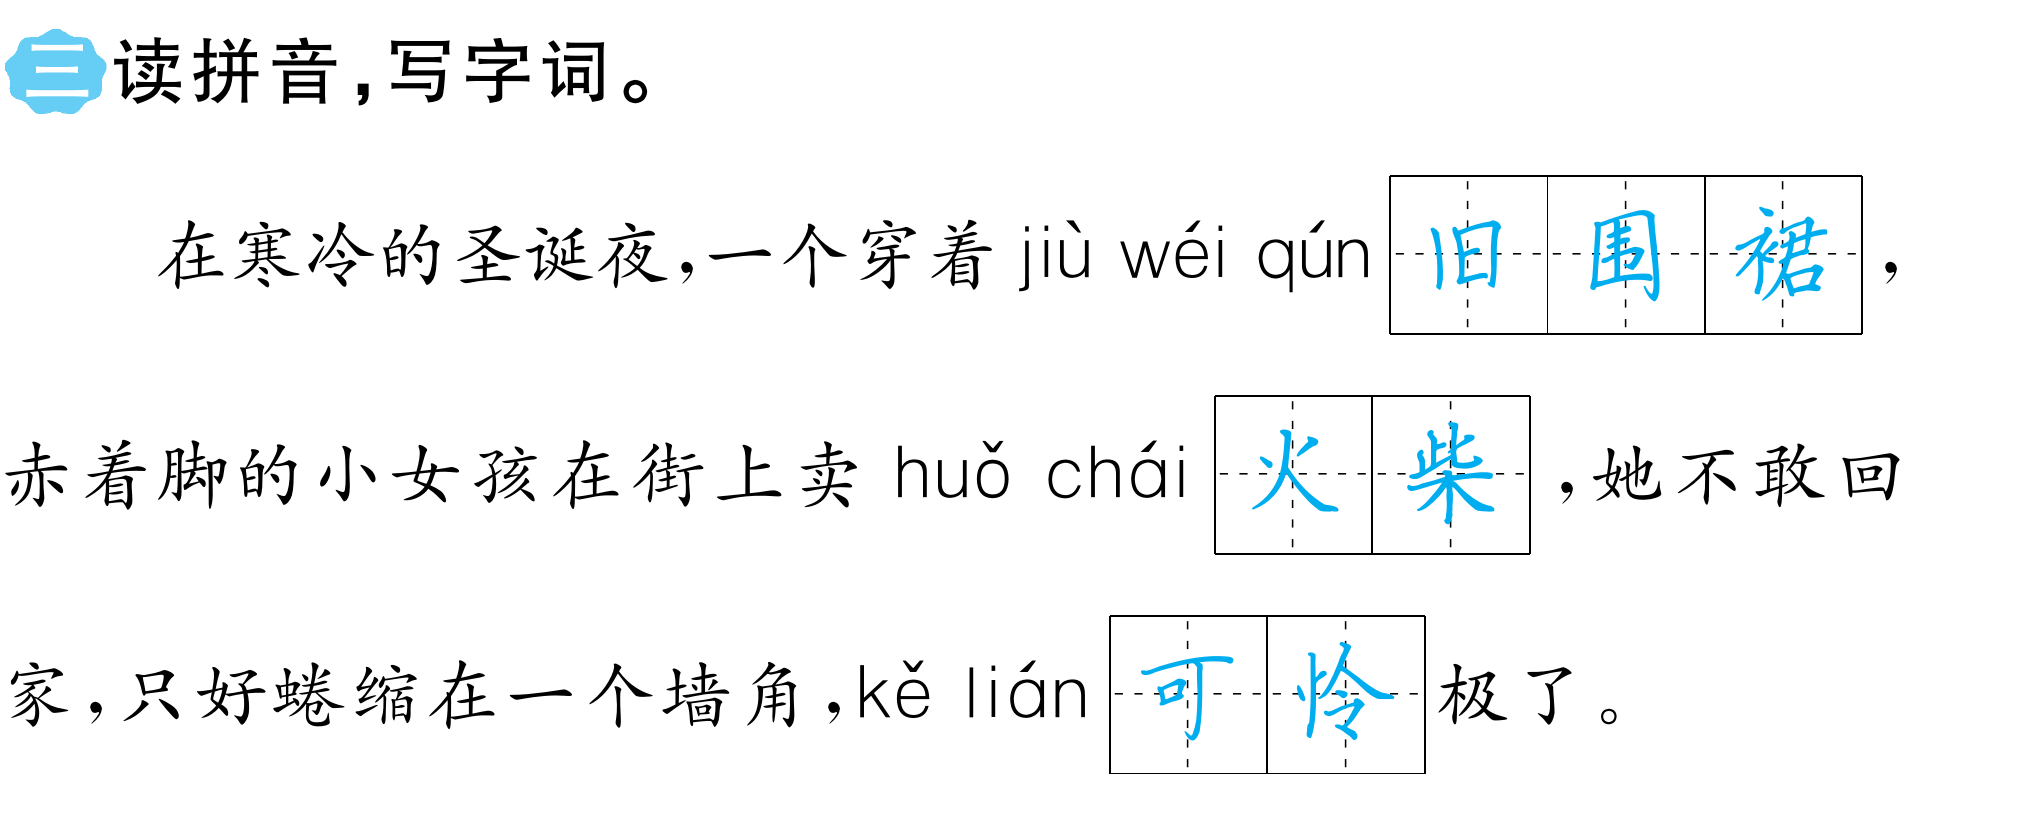 三 读拼音,写字词。
在寒冷的圣诞夜,一个穿着 jiù wéi qún 旧围裙,
赤着脚的小女孩在街上卖 huǒ chái 火柴,她不敢回
家,只好蜷缩在一个墙角,kě lián 可怜极了。